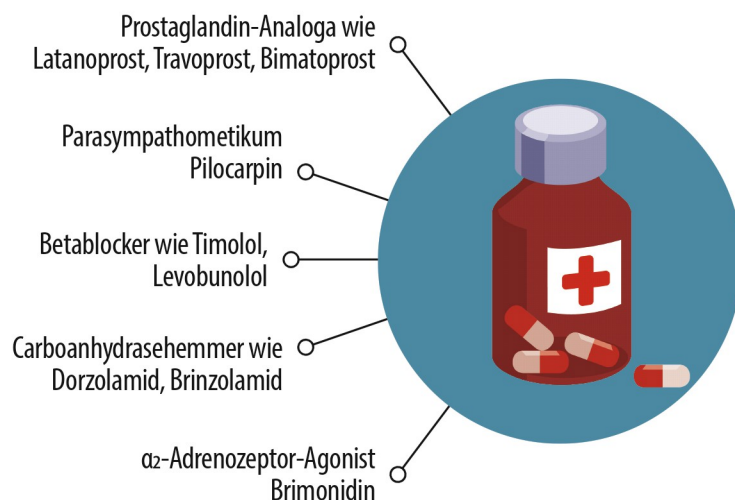 Prostaglandin-Analoga wie
Latanoprost, Travoprost, Bimatoprost
Parasympathometikum
Pilocarpin
Betablocker wie Timolol,
Levobunolol
Carboanhydrasehemmer wie
Dorzolamid, Brinzolamid
α2-Adrenozeptor-Agonist
Brimonidin